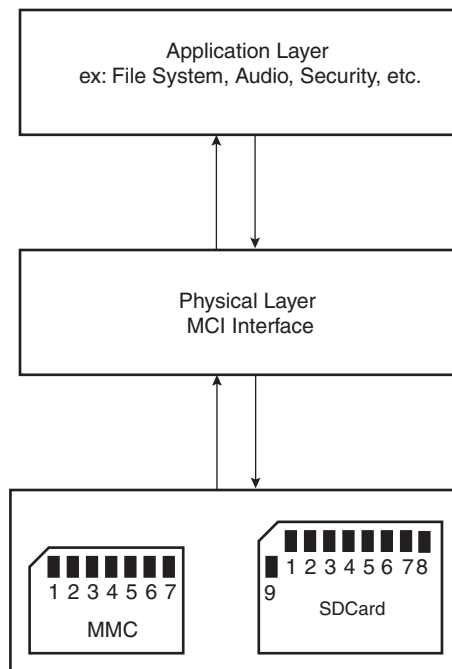 Application Layer
ex: File System, Audio, Security, etc.
Physical Layer
MCI Interface
1 2 3 4 5 6 7
MMC
1 2 3 4 5 6 7 8
9
SDCard